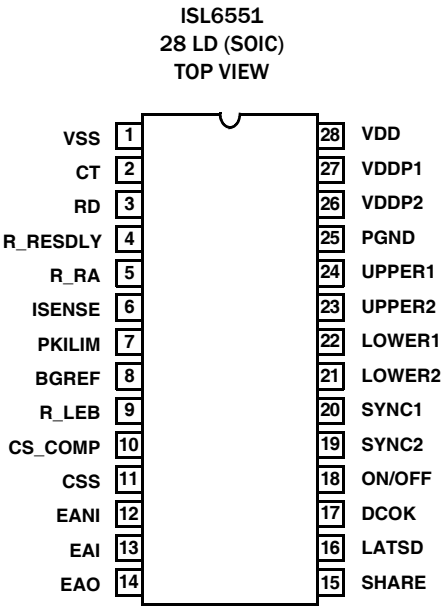 ISL6551
28 LD (SOIC)
TOP VIEW
VSS 1 28 VDD
CT 2 27 VDDP1
RD 3 26 VDDP2
R_RESDLY 4 25 PGND
R_RA 5 24 UPPER1
ISENSE 6 23 UPPER2
PKILIM 7 22 LOWER1
BGREF 8 21 LOWER2
R_LEB 9 20 SYNC1
CS_COMP 10 19 SYNC2
CSS 11 18 ON/OFF
EANI 12 17 DCOK
EAI 13 16 LATSD
EAO 14 15 SHARE